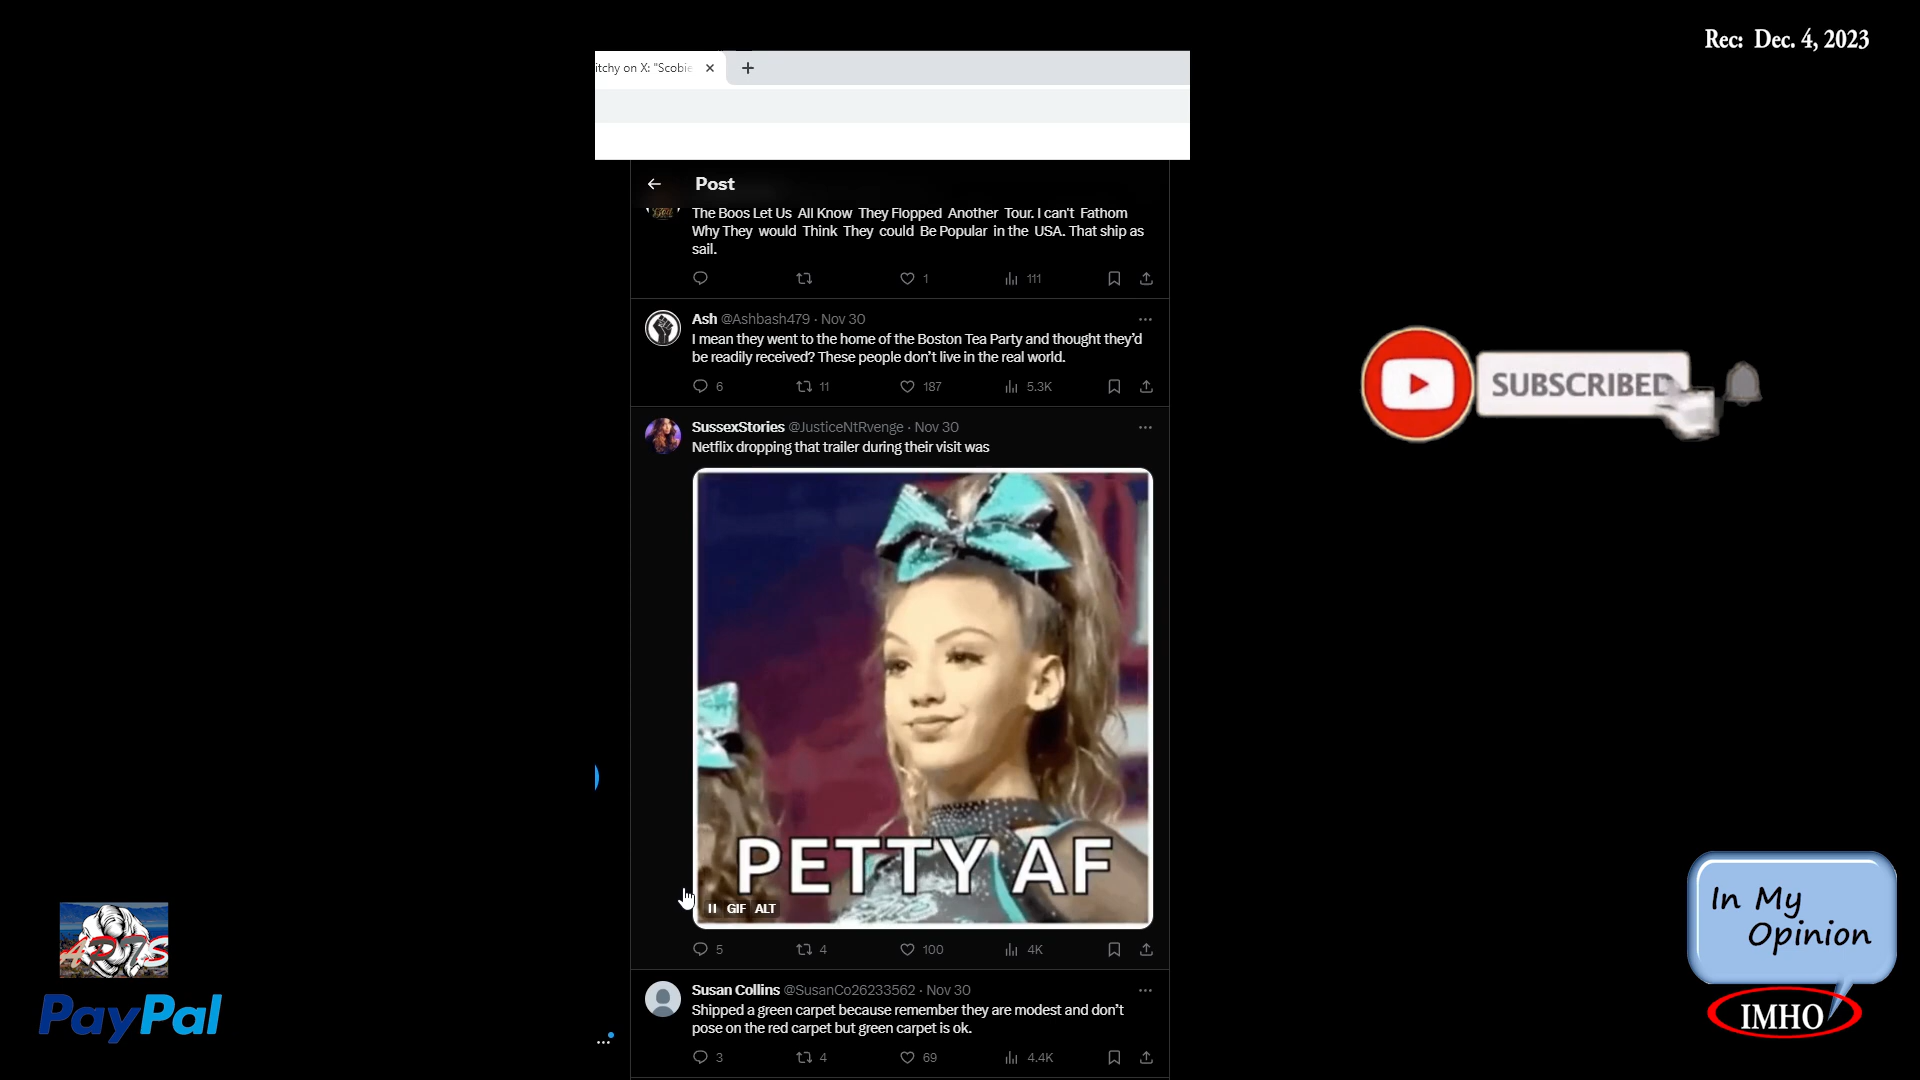 Rec: Dec. 4, 2023
itchy on X: "Scobie
Post
The Boos Let Us All Know They Flopped Another Tour. I can't Fathom
Why They would Think They could Be Popular in the USA. That ship as
sail.
1 111
Ash @Ashbash479 · Nov 30
I mean they went to the home of the Boston Tea Party and thought they'd
be readily received? These people don't live in the real world.
6 11 187 5.3K
SUBSCRIBED
SussexStories @JusticeNtRvenge · Nov 30
Netflix dropping that trailer during their visit was
PETTY AF
GIF ALT
5 4 100 4K
Susan Collins @SusanCo26233562 · Nov 30
Shipped a green carpet because remember they are modest and don't
pose on the red carpet but green carpet is ok.
3 4 69 4.4K
PayPal
In My
Opinion
IMHO